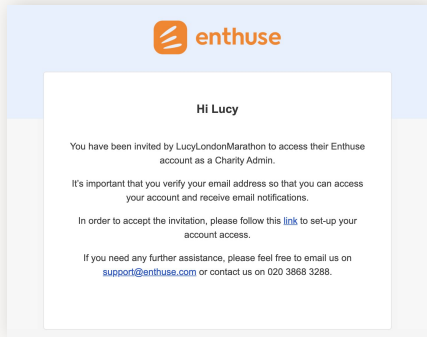 enthuse
Hi Lucy
You have been invited by LucyLondonMarathon to access their Enthuse
account as a Charity Admin.
It's important that you verify your email address so that you can access
your account and receive email notifications.
In order to accept the invitation, please follow this link to set-up your
account access.
If you need any further assistance, please feel free to email us on
support@enthuse.com or contact us on 020 3868 3288.